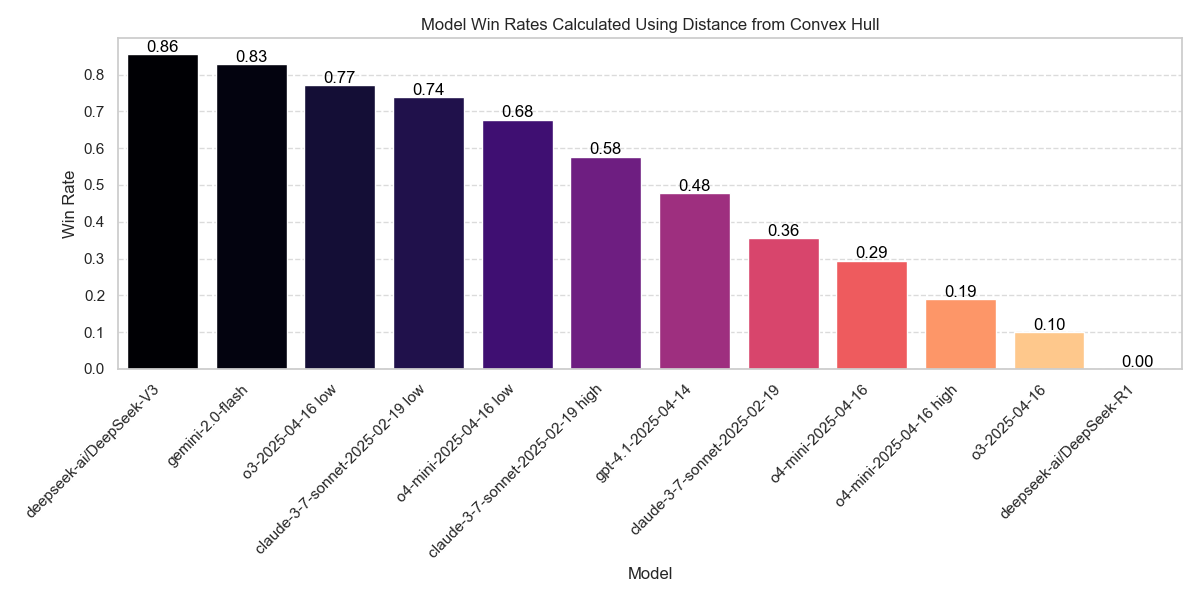 Model Win Rates Calculated Using Distance from Convex Hull
Win Rate
0.8
0.7
0.6
0.5
0.4
0.3
0.2
0.1
0.0
0.86
0.83
0.77
0.74
0.68
0.58
0.48
0.36
0.29
0.19
0.10
0.00
deepseek-ai/DeepSeek-V3
gemini-2.0-flash
o3-2025-04-16 low
claude-3-7-sonnet-2025-02-19 low
o4-mini-2025-04-16 low
claude-3-7-sonnet-2025-02-19 high
gpt-4.1-2025-04-14
claude-3-7-sonnet-2025-02-19
o4-mini-2025-04-16
o4-mini-2025-04-16 high
o3-2025-04-16
deepseek-ai/DeepSeek-R1
Model